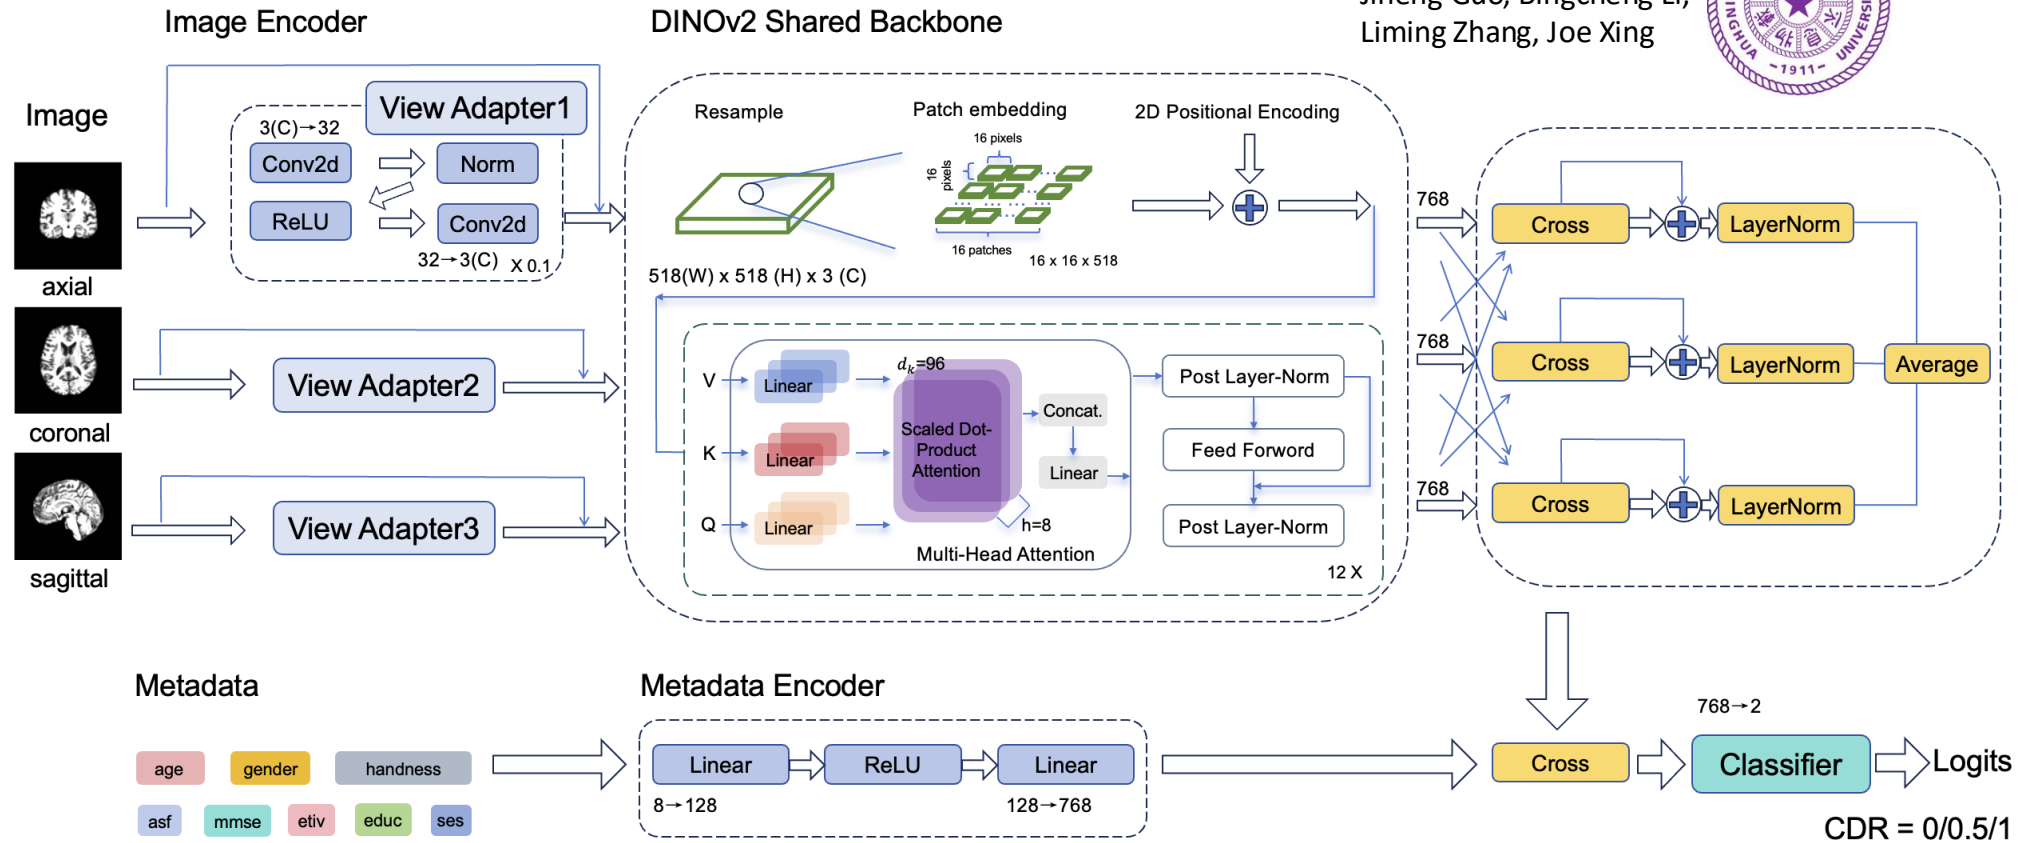 Image Encoder
DINOv2 Shared Backbone
Liming Zhang, Joe Xing
INGHUA UNIVERSI
–1911–
Image
axial
coronal
sagittal
View Adapter1
3(C)→32
Conv2d
Norm
ReLU
Conv2d
32→3(C)
X 0.1
View Adapter2
View Adapter3
Resample
Patch embedding
2D Positional Encoding
16 pixels
16 pixels
16 patches
16 x 16 x 518
518(W) x 518 (H) x 3 (C)
V
Linear
K
Linear
Q
Linear
dₖ=96
Scaled Dot-
Product
Attention
h=8
Concat.
Linear
Multi-Head Attention
Post Layer-Norm
Feed Forward
Post Layer-Norm
12 X
768
Cross
LayerNorm
768
Cross
LayerNorm
Average
768
Cross
LayerNorm
Metadata
age
gender
handness
asf
mmse
etiv
educ
ses
Metadata Encoder
Linear
ReLU
Linear
8→128
128→768
Cross
768→2
Classifier
Logits
CDR = 0/0.5/1